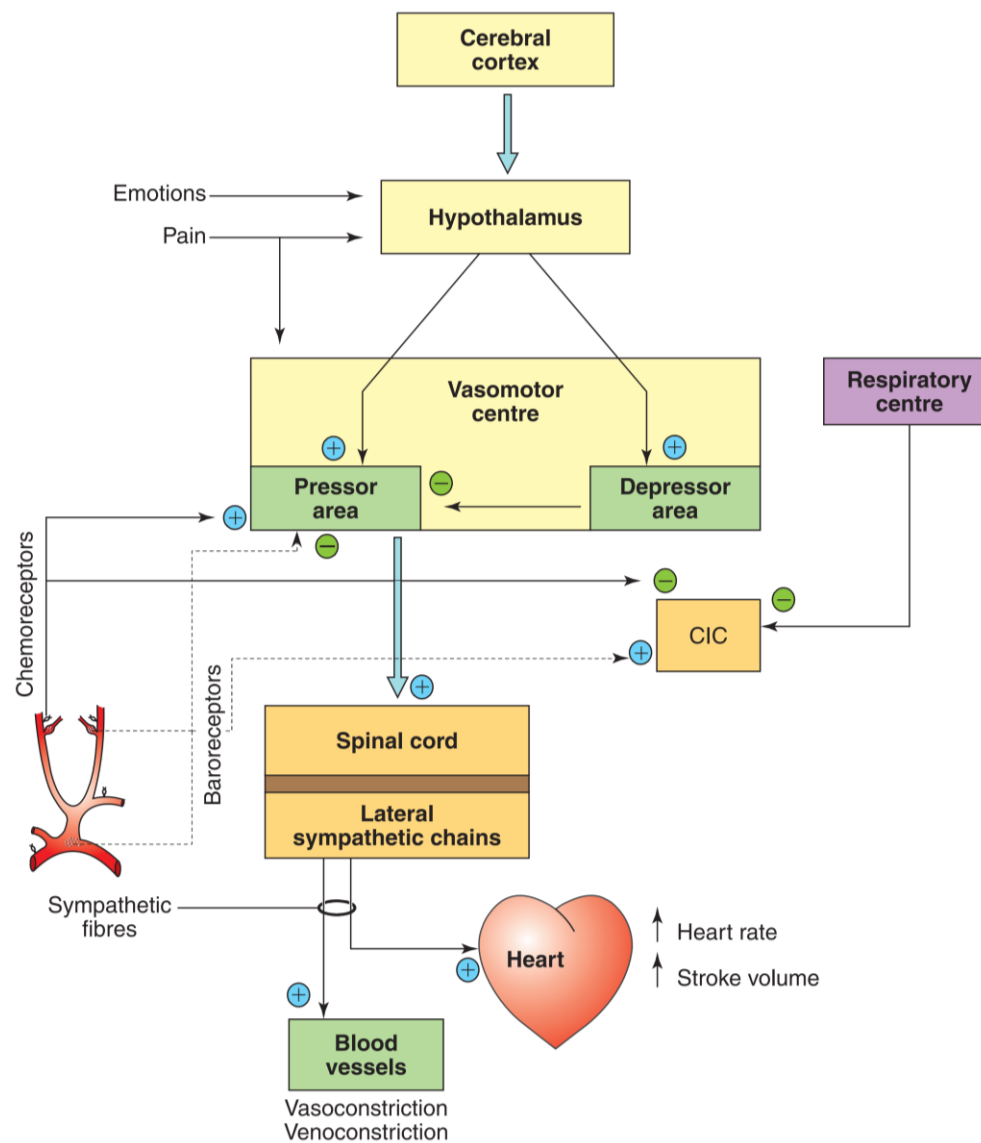 Cerebral
cortex
Emotions
Pain
Hypothalamus
Vasomotor
centre
Respiratory
centre
+
+
Pressor
area
−
Depressor
area
+
−
Chemoreceptors
−
−
CIC
+
Baroreceptors
+
Spinal cord
Lateral
sympathetic chains
Sympathetic
fibres
Heart
+
Heart rate
Stroke volume
+
Blood
vessels
Vasoconstriction
Venoconstriction